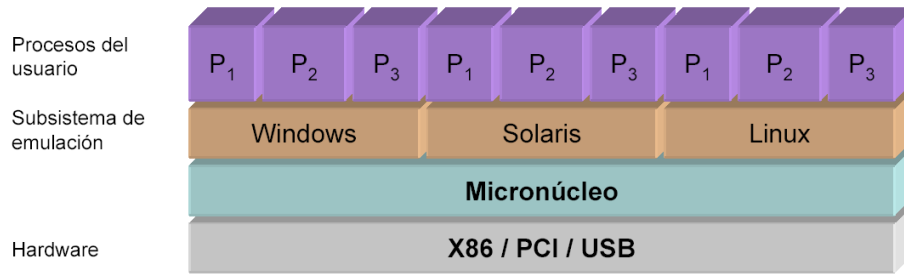 Procesos del
usuario
P1 P2 P3 P1 P2 P3 P1 P2 P3
Subsistema de
emulación
Windows Solaris Linux
Micronúcleo
Hardware
X86 / PCI / USB